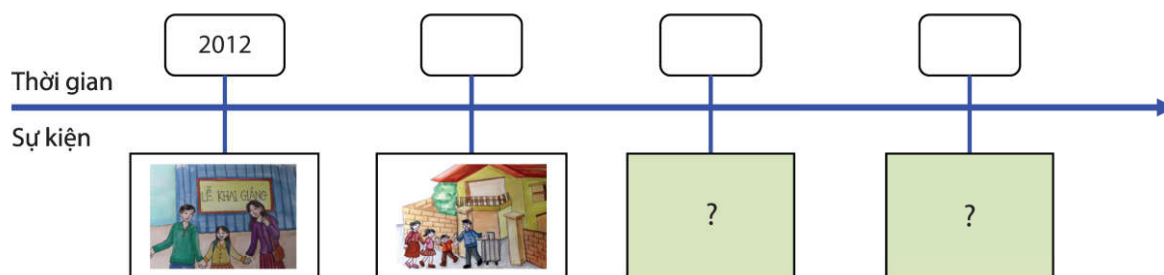 2012
Thời gian
Sự kiện
LỄ KHAI GIẢNG
?
?